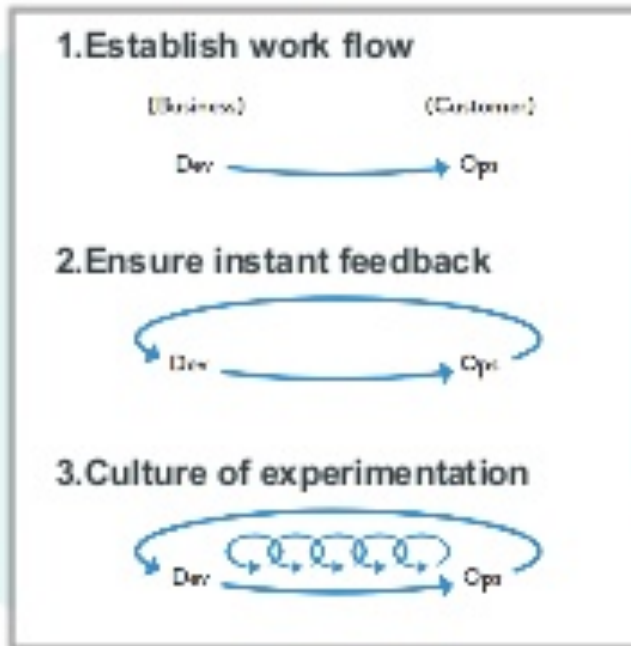 1.Establish work flow
(Business) (Customer)
Dev Ops
2.Ensure instant feedback
Dev Ops
3.Culture of experimentation
Dev Ops